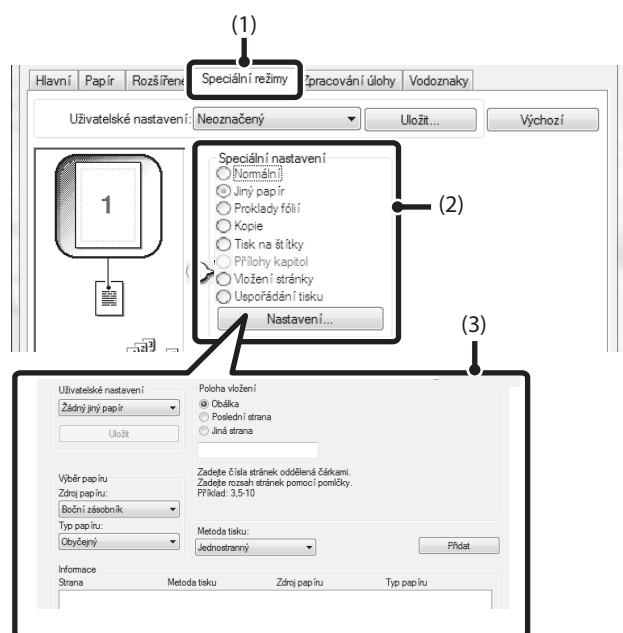 (1)
Hlavní Papír Rozšířené Speciální režimy Zpracování úlohy Vodoznaky
Uživatelské nastavení: Neoznačený Uložit... Výchozí
1
Speciální nastavení
Normální
Jiný papír
Proklady fólií
Kopie
Tisk na štítky
Přílohy kapitol
Vložení stránky
Uspořádání tisku
Nastavení...
(2)
1 2 3
(3)
Uživatelské nastavení
Žádný jiný papír
Uložit
Poloha vložení
Obálka
Poslední strana
Jiná strana
Zadejte čísla stránek oddělená čárkami.
Zadejte rozsah stránek pomocí pomlčky.
Příklad: 3,5-10
Výběr papíru
Zdroj papíru:
Boční zásobník
Typ papíru:
Obyčejný
Metoda tisku:
Jednostranný
Přidat
Informace
Strana Metoda tisku Zdroj papíru Typ papíru